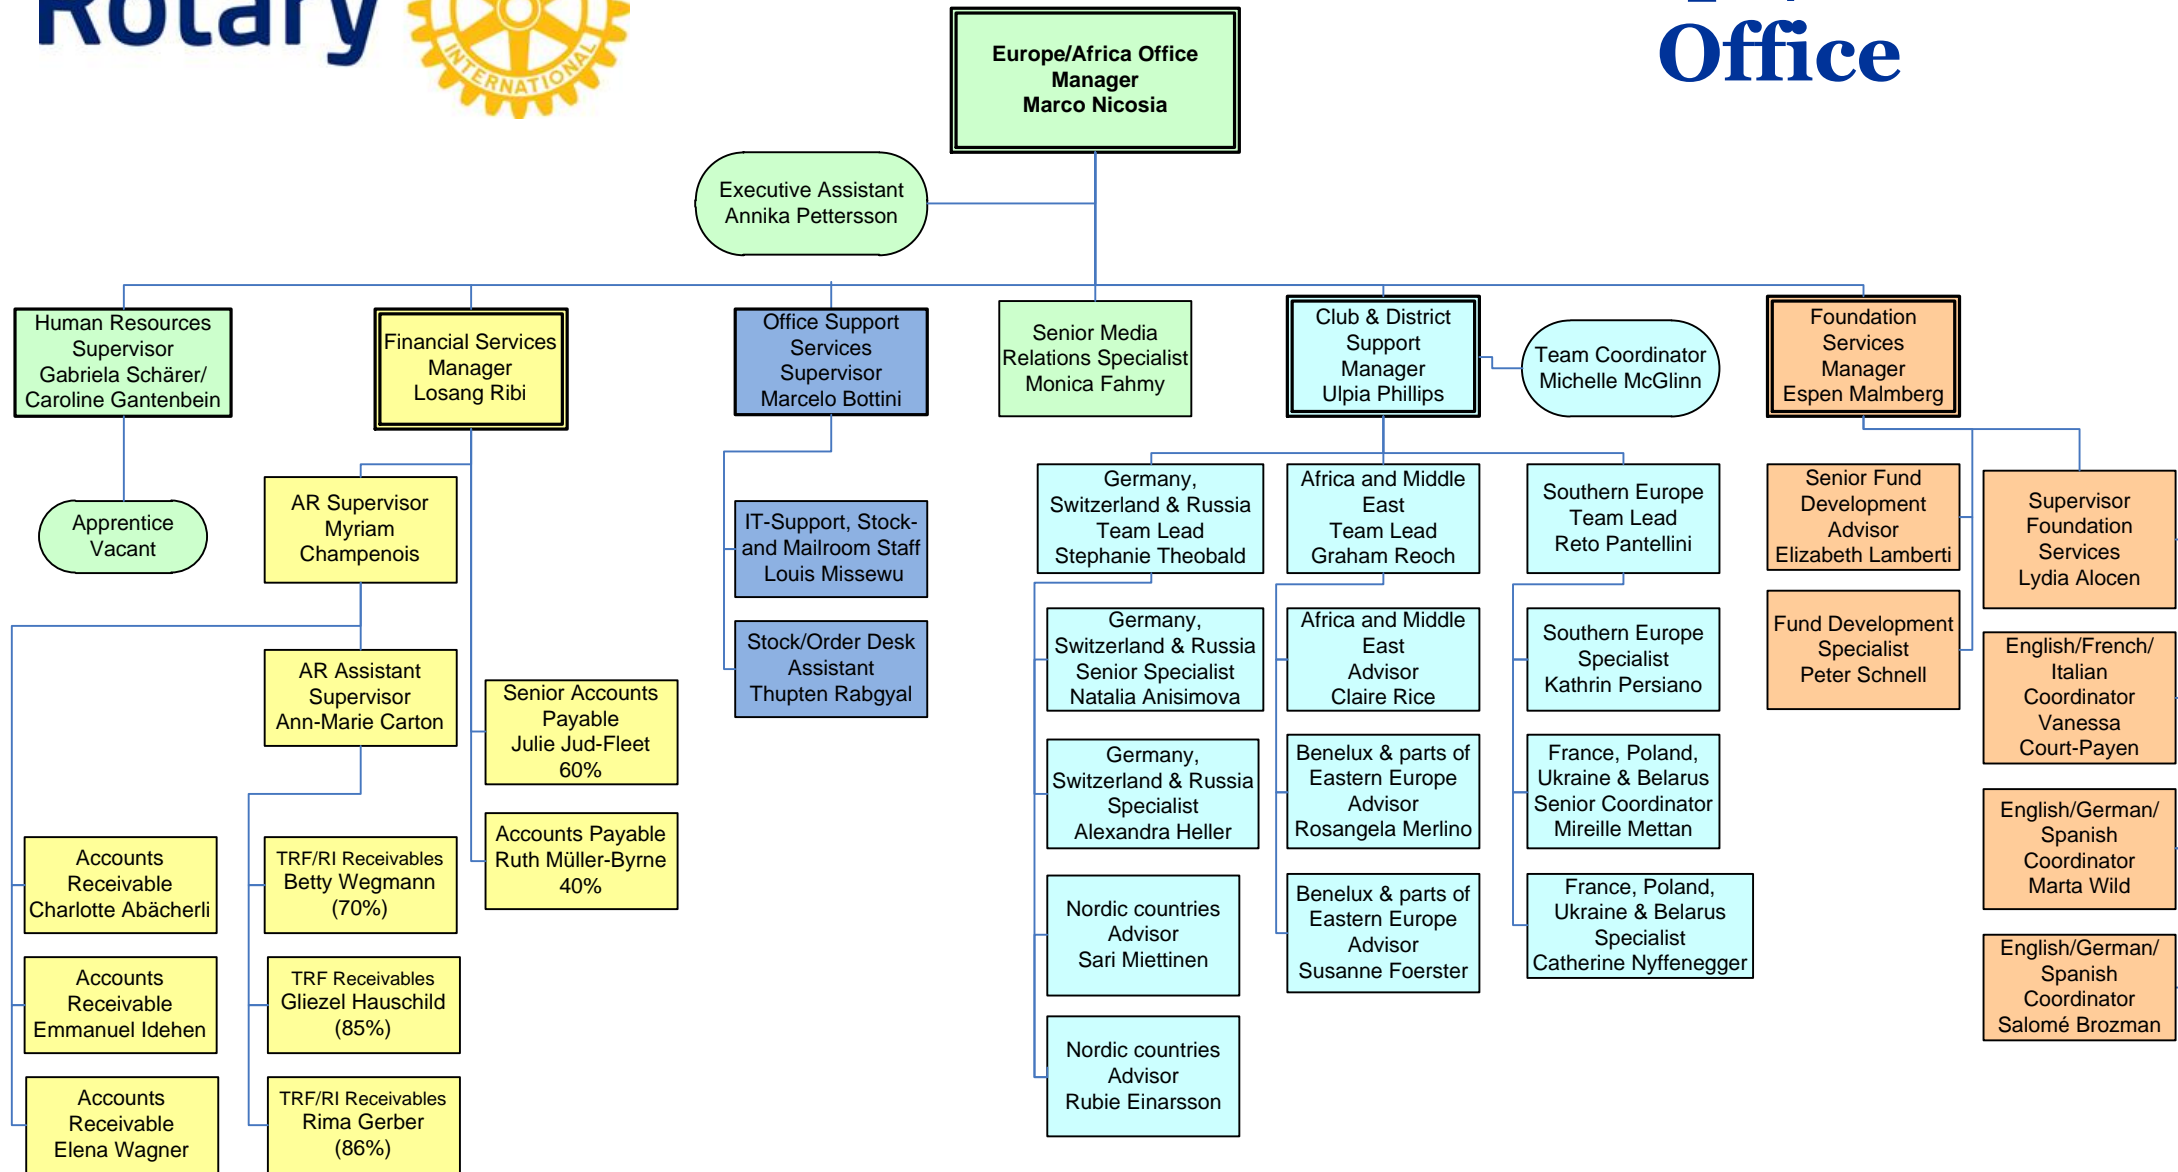 Rotary
INTERNATIONAL
Office
Europe/Africa Office
Manager
Marco Nicosia
Executive Assistant
Annika Pettersson
Human Resources
Supervisor
Gabriela Schärer/
Caroline Gantenbein
Financial Services
Manager
Losang Ribi
Office Support
Services
Supervisor
Marcelo Bottini
Senior Media
Relations Specialist
Monica Fahmy
Club & District
Support
Manager
Ulpia Phillips
Team Coordinator
Michelle McGlinn
Foundation
Services
Manager
Espen Malmberg
Apprentice
Vacant
AR Supervisor
Myriam
Champenois
AR Assistant
Supervisor
Ann-Marie Carton
Senior Accounts
Payable
Julie Jud-Fleet
60%
Accounts Payable
Ruth Müller-Byrne
40%
Accounts
Receivable
Charlotte Abächerli
Accounts
Receivable
Emmanuel Idehen
Accounts
Receivable
Elena Wagner
TRF/RI Receivables
Betty Wegmann
(70%)
TRF Receivables
Gliezel Hauschild
(85%)
TRF/RI Receivables
Rima Gerber
(86%)
IT-Support, Stock-
and Mailroom Staff
Louis Missewu
Stock/Order Desk
Assistant
Thupten Rabgyal
Germany,
Switzerland & Russia
Team Lead
Stephanie Theobald
Germany,
Switzerland & Russia
Senior Specialist
Natalia Anisimova
Germany,
Switzerland & Russia
Specialist
Alexandra Heller
Nordic countries
Advisor
Sari Miettinen
Nordic countries
Advisor
Rubie Einarsson
Africa and Middle
East
Team Lead
Graham Reoch
Africa and Middle
East
Advisor
Claire Rice
Benelux & parts of
Eastern Europe
Advisor
Rosangela Merlino
Benelux & parts of
Eastern Europe
Advisor
Susanne Foerster
Southern Europe
Team Lead
Reto Pantellini
Southern Europe
Specialist
Kathrin Persiano
France, Poland,
Ukraine & Belarus
Senior Coordinator
Mireille Mettan
France, Poland,
Ukraine & Belarus
Specialist
Catherine Nyffenegger
Senior Fund
Development
Advisor
Elizabeth Lamberti
Fund Development
Specialist
Peter Schnell
Supervisor
Foundation
Services
Lydia Alocen
English/French/
Italian
Coordinator
Vanessa
Court-Payen
English/German/
Spanish
Coordinator
Marta Wild
English/German/
Spanish
Coordinator
Salomé Brozman